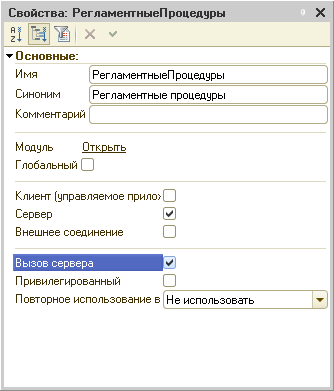 Свойства: РегламентныеПроцедуры
Основные:
Имя РегламентныеПроцедуры
Синоним Регламентные процедуры
Комментарий
Модуль Открыть
Глобальный
Клиент (управляемое прилож
Сервер
Внешнее соединение
Вызов сервера
Привилегированный
Повторное использование в Не использовать